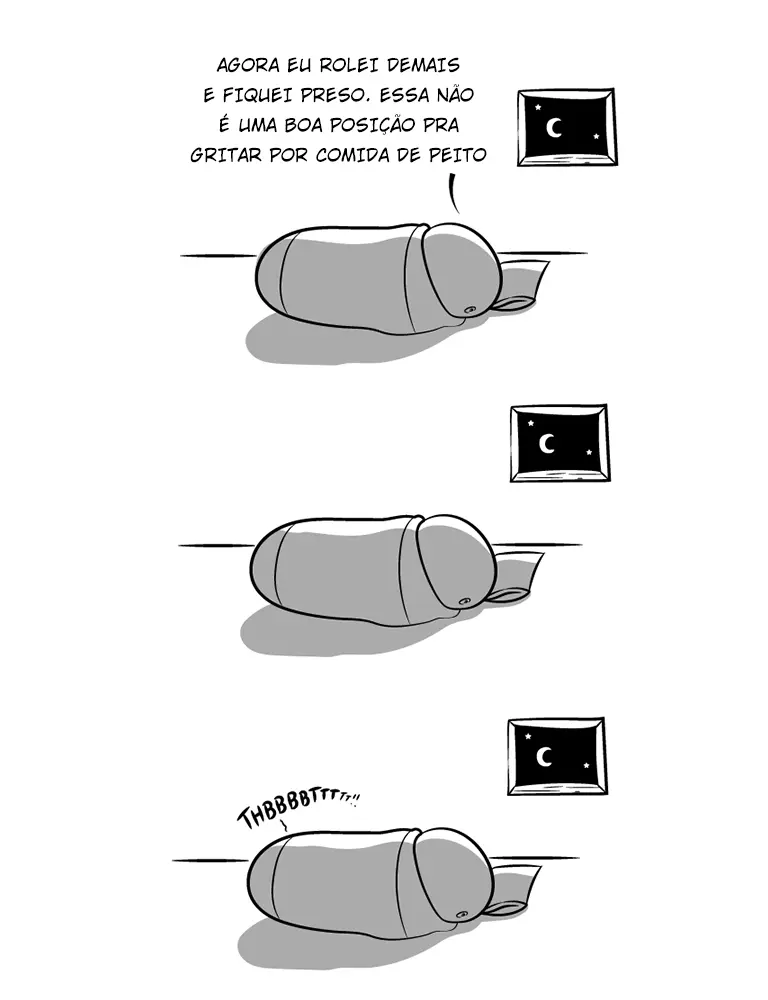 AGORA EU ROLEI DEMAIS
E FIQUEI PRESO. ESSA NÃO
É UMA BOA POSIÇÃO PRA
GRITAR POR COMIDA DE PEITO
THBBBBTTTTT!!